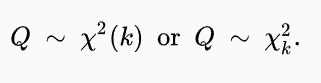 Q ∼ χ²(k) or Q ∼ χ²ₖ.